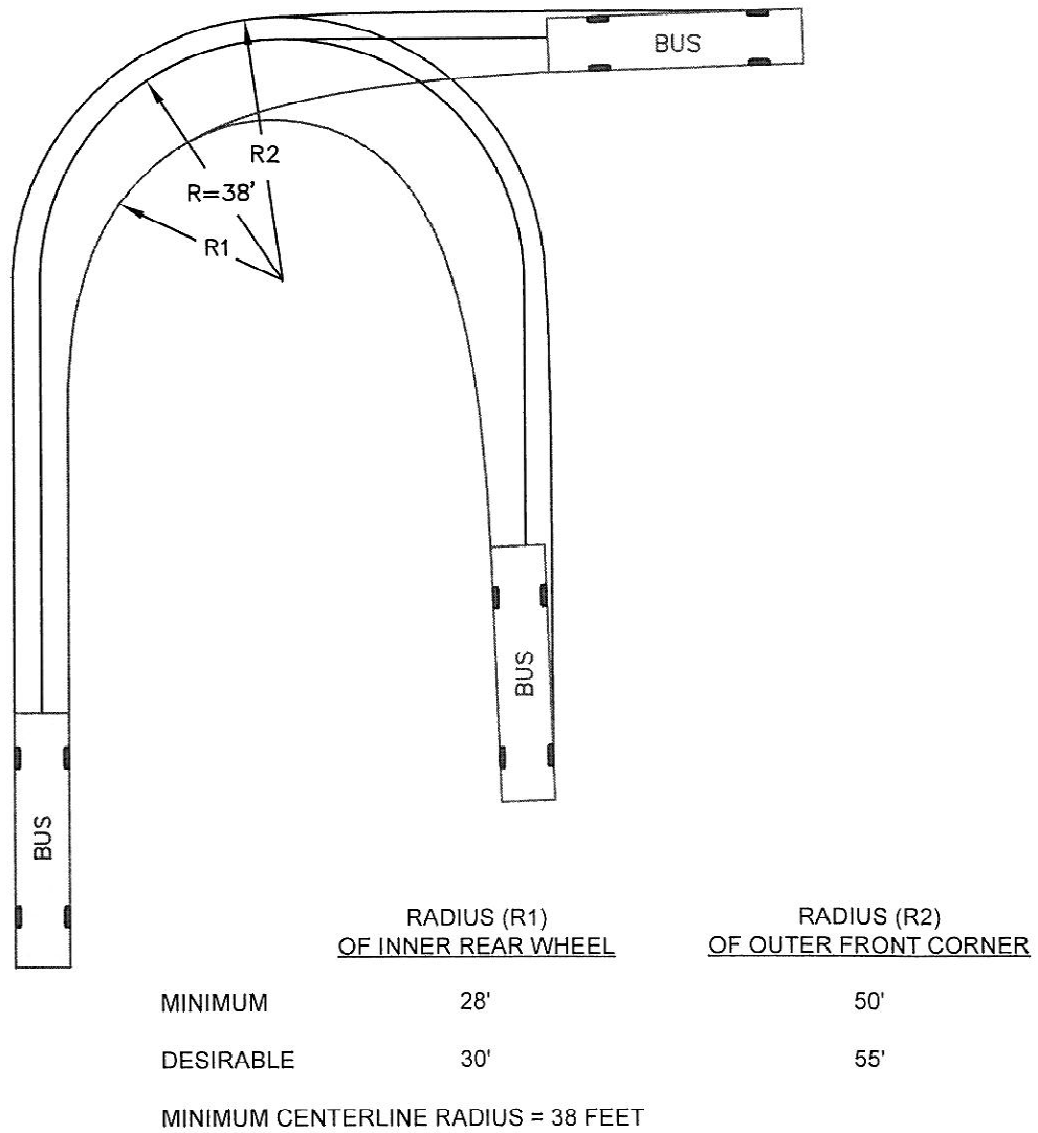 BUS
R2
R=38'
R1
BUS
BUS
RADIUS (R1) RADIUS (R2)
OF INNER REAR WHEEL OF OUTER FRONT CORNER
MINIMUM 28' 50'
DESIRABLE 30' 55'
MINIMUM CENTERLINE RADIUS = 38 FEET